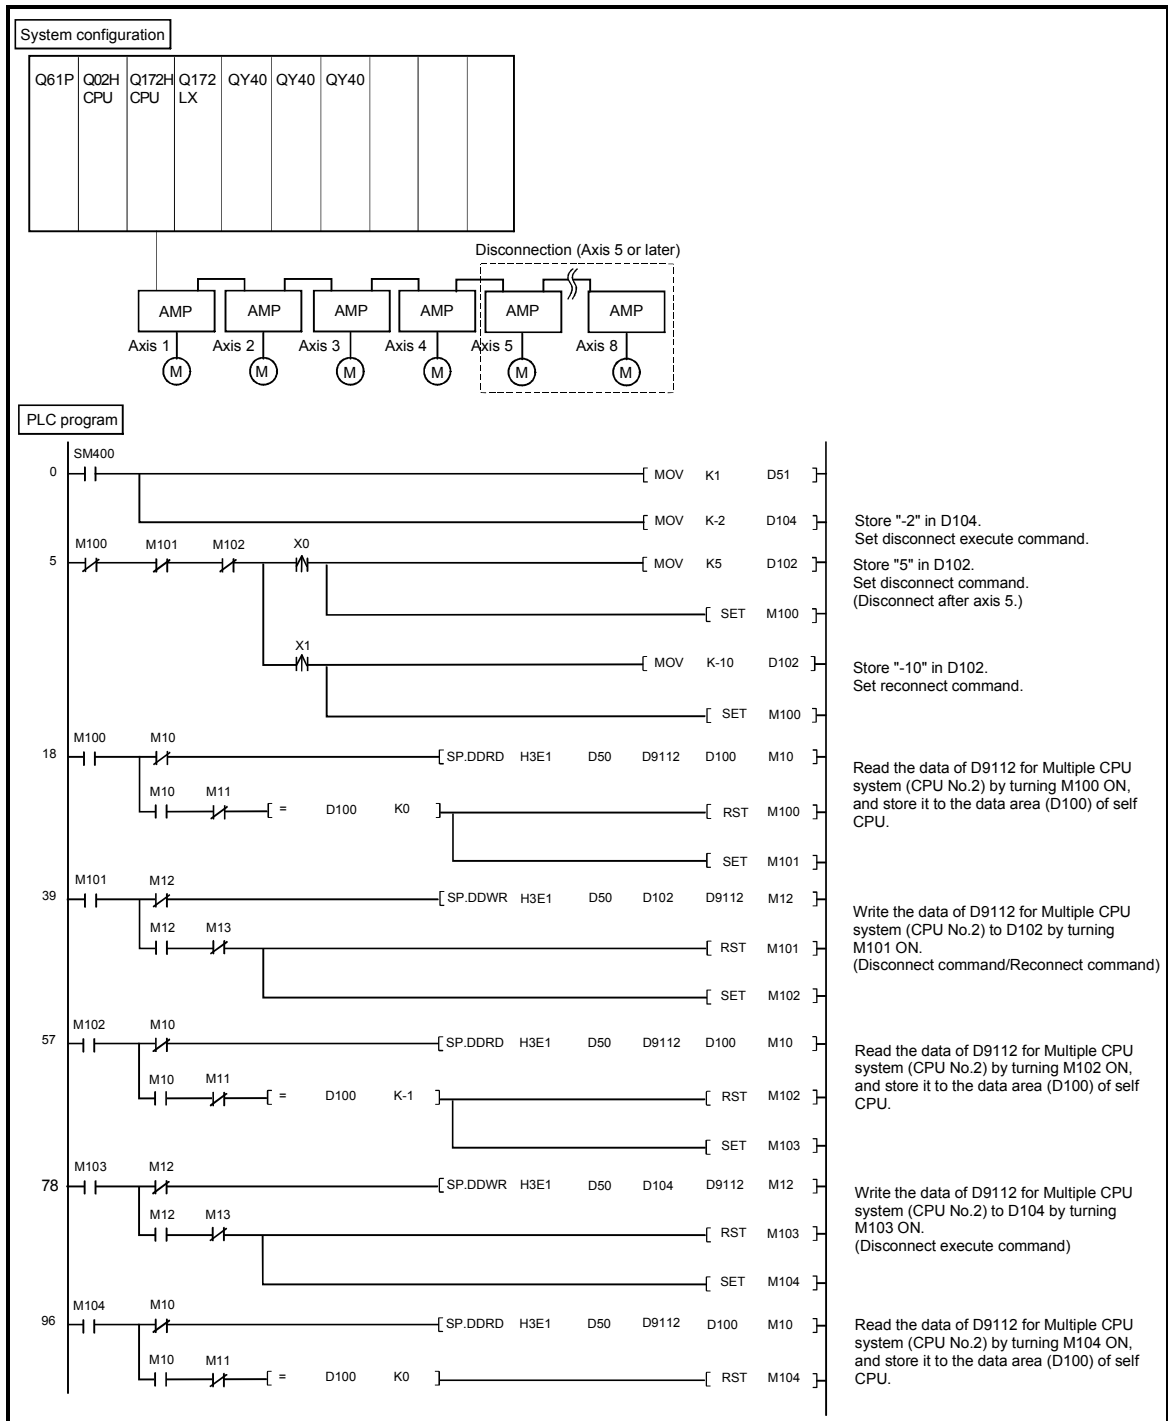 System configuration
Q61P Q02H Q172H Q172 QY40 QY40 QY40
CPU CPU LX
Disconnection (Axis 5 or later)
AMP AMP AMP AMP AMP AMP
Axis 1 Axis 2 Axis 3 Axis 4 Axis 5 Axis 8
M M M M M M
PLC program
SM400
0 MOV K1 D51
MOV K-2 D104
Store "-2" in D104.
Set disconnect execute command.
M100 M101 M102 X0
5 MOV K5 D102
SET M100
Store "5" in D102.
Set disconnect command.
(Disconnect after axis 5.)
X1
MOV K-10 D102
SET M100
Store "-10" in D102.
Set reconnect command.
M100 M10
18 SP.DDRD H3E1 D50 D9112 D100 M10
M10 M11
= D100 K0 RST M100
SET M101
Read the data of D9112 for Multiple CPU
system (CPU No.2) by turning M100 ON,
and store it to the data area (D100) of self
CPU.
M101 M12
39 SP.DDWR H3E1 D50 D102 D9112 M12
M12 M13
RST M101
SET M102
Write the data of D9112 for Multiple CPU
system (CPU No.2) to D102 by turning
M101 ON.
(Disconnect command/Reconnect command)
M102 M10
57 SP.DDRD H3E1 D50 D9112 D100 M10
M10 M11
= D100 K-1 RST M102
SET M103
Read the data of D9112 for Multiple CPU
system (CPU No.2) by turning M102 ON,
and store it to the data area (D100) of self
CPU.
M103 M12
78 SP.DDWR H3E1 D50 D104 D9112 M12
M12 M13
RST M103
SET M104
Write the data of D9112 for Multiple CPU
system (CPU No.2) to D104 by turning
M103 ON.
(Disconnect execute command)
M104 M10
96 SP.DDRD H3E1 D50 D9112 D100 M10
M10 M11
= D100 K0 RST M104
Read the data of D9112 for Multiple CPU
system (CPU No.2) by turning M104 ON,
and store it to the data area (D100) of self
CPU.